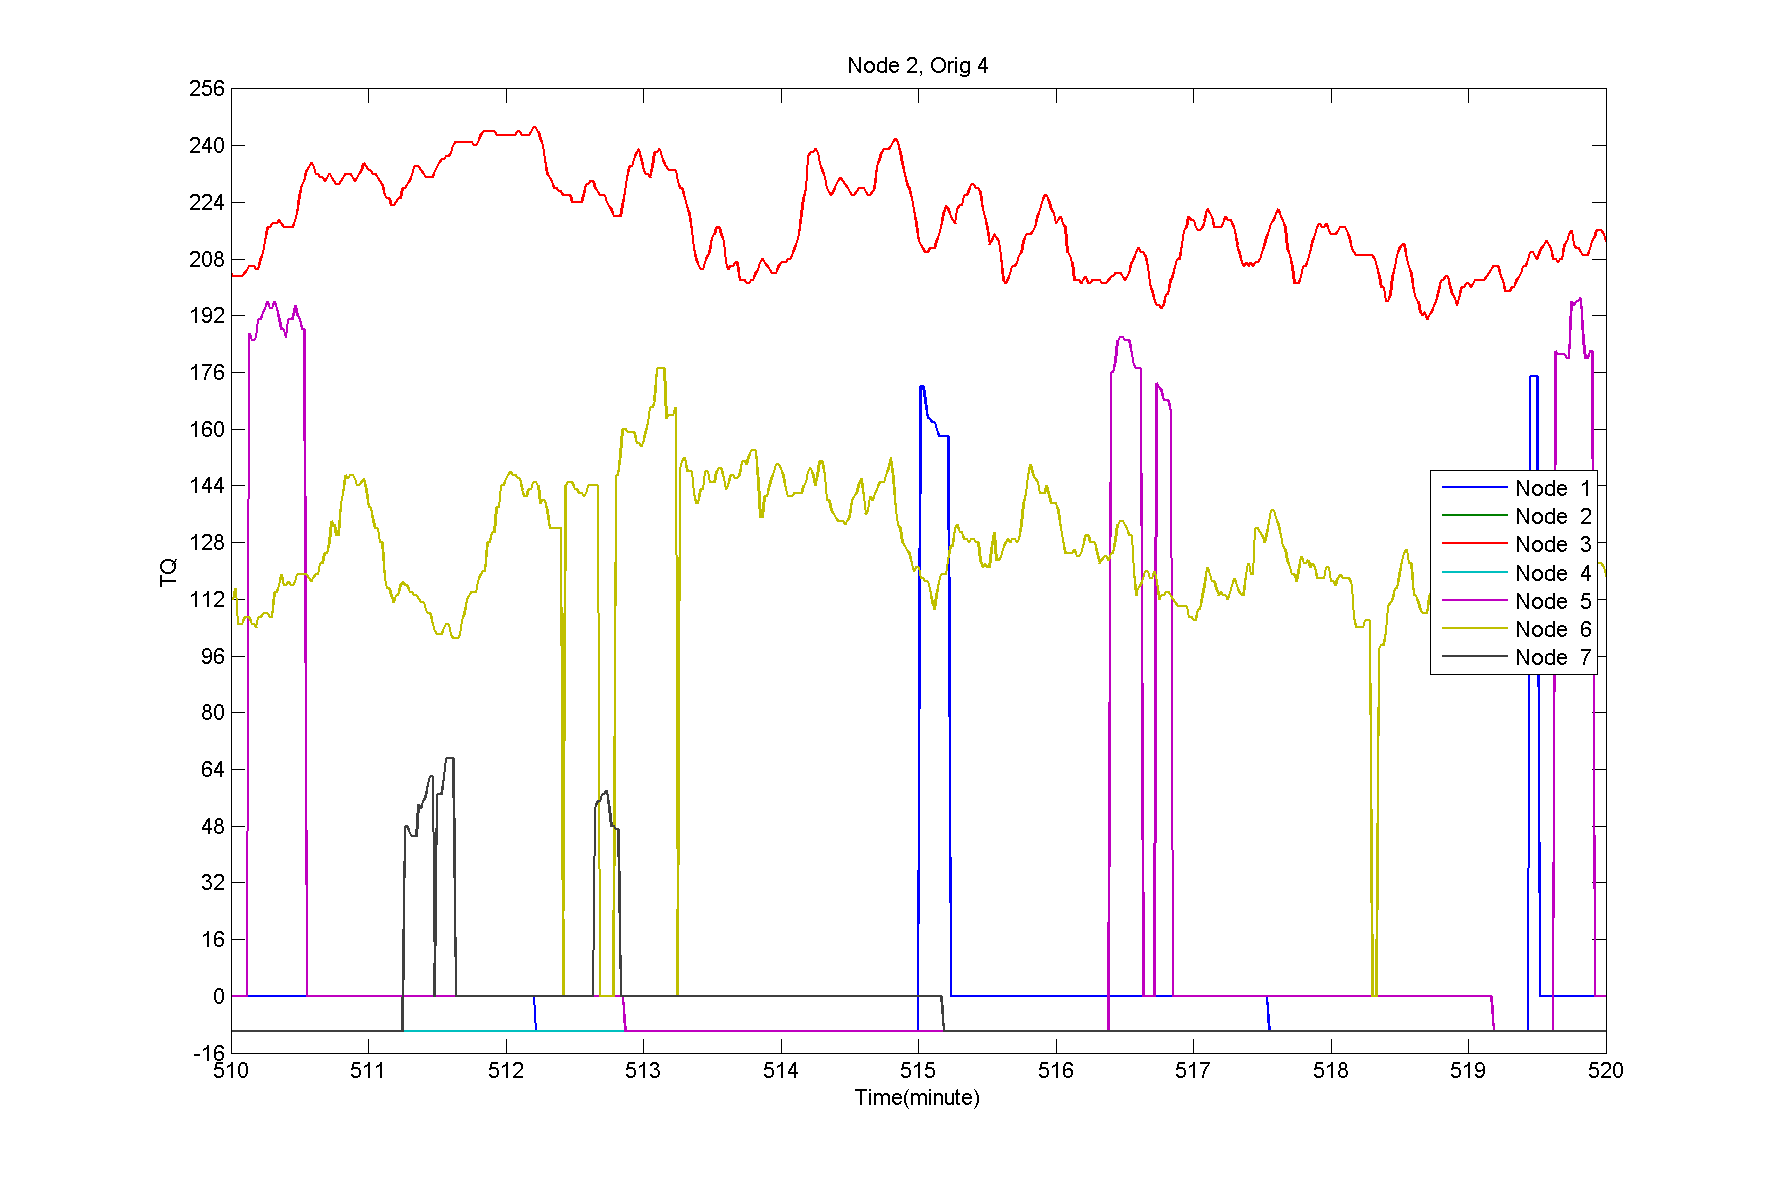 Node 2, Orig 4
256
240
224
208
192
176
160
144
128
112
96
80
64
48
32
16
0
-16
TQ
Node 1
Node 2
Node 3
Node 4
Node 5
Node 6
Node 7
510 511 512 513 514 515 516 517 518 519 520
Time(minute)